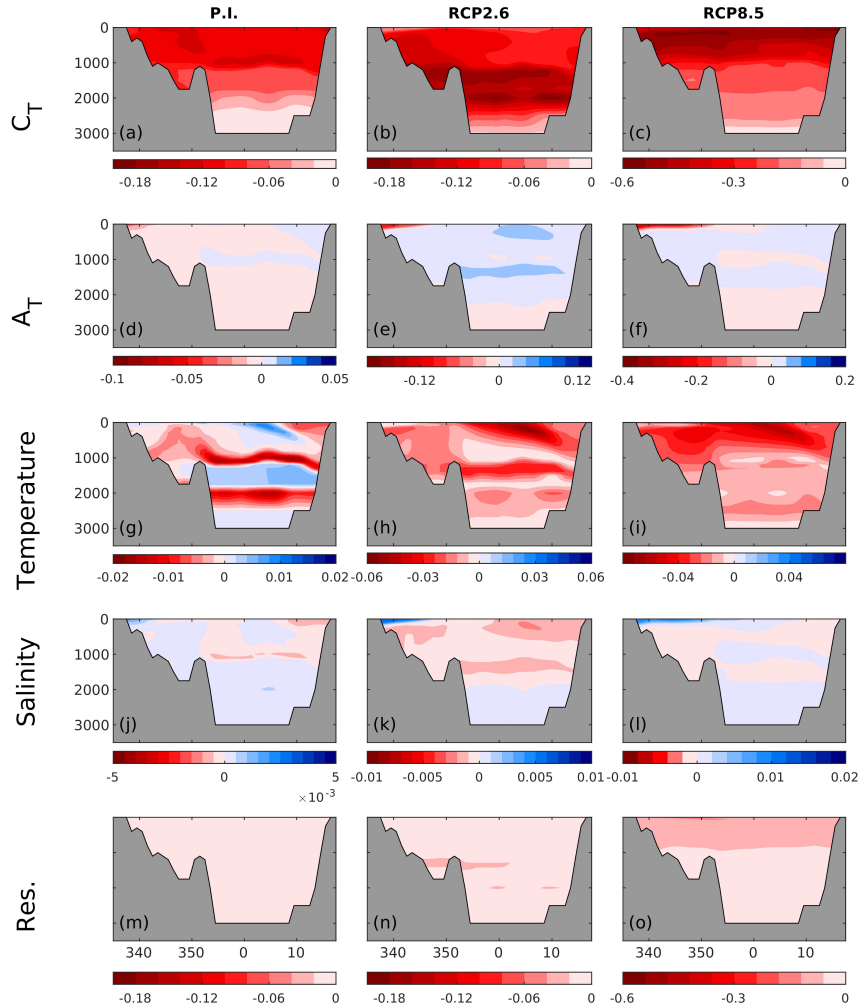 P.I. RCP2.6 RCP8.5
C_T
0
1000
2000
3000
(a) (b) (c)
-0.18 -0.12 -0.06 0 -0.18 -0.12 -0.06 0 -0.6 -0.3 0
A_T
0
1000
2000
3000
(d) (e) (f)
-0.1 0 0.05 -0.12 0 0.12 -0.4 -0.2 0 0.2
Temperature
0
1000
2000
3000
(g) (h) (i)
-0.02 -0.01 0 0.01 0.02 -0.06 -0.03 0 0.03 0.06 -0.04 0 0.04
Salinity
0
1000
2000
3000
(j) (k) (l)
-5 0 5 -0.01 -0.005 0 0.005 0.01 -0.01 0 0.01 0.02
×10^-3
Res.
(m) (n) (o)
340 350 0 10 340 350 0 10 340 350 0 10
-0.18 -0.12 -0.06 0 -0.18 -0.12 -0.06 0 -0.6 -0.3 0